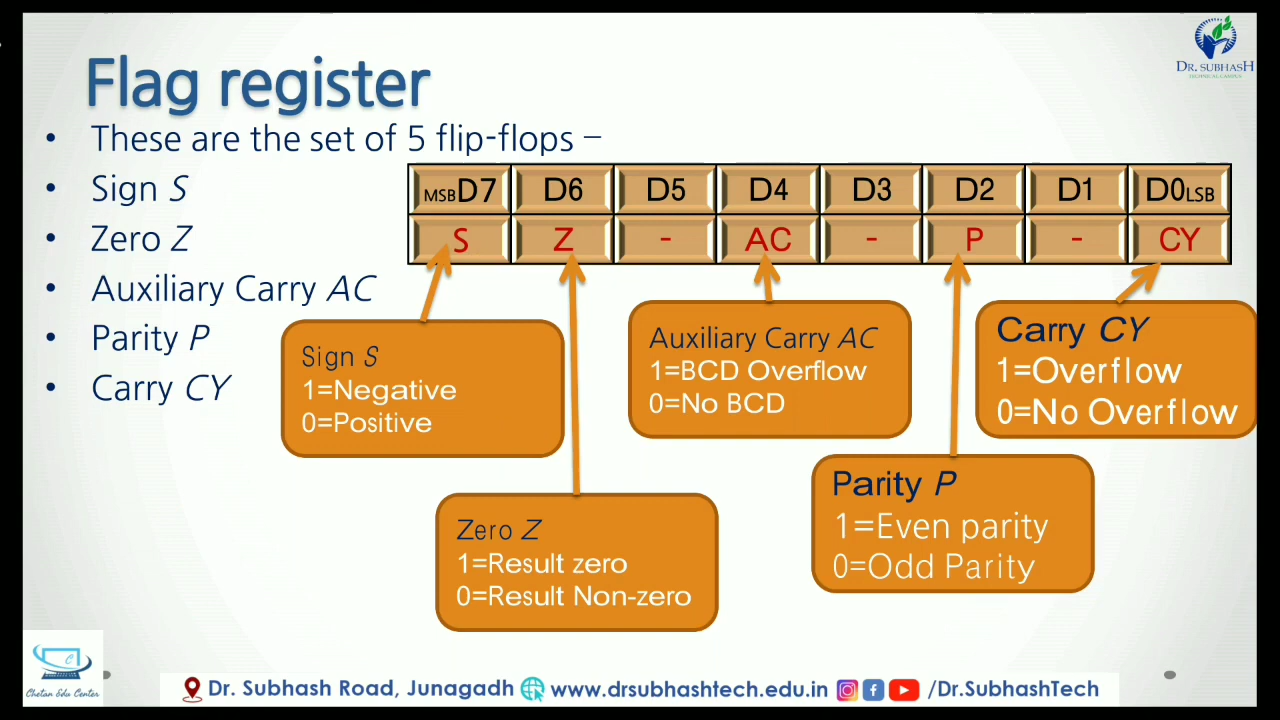 Flag register
DR. SUBHASH
TECHNICAL CAMPUS
• These are the set of 5 flip-flops –
• Sign S
• Zero Z
• Auxiliary Carry AC
• Parity P
• Carry CY
MSBD7 D6 D5 D4 D3 D2 D1 D0LSB
S Z - AC - P - CY
Sign S
1=Negative
0=Positive
Zero Z
1=Result zero
0=Result Non-zero
Auxiliary Carry AC
1=BCD Overflow
0=No BCD
Parity P
1=Even parity
0=Odd Parity
Carry CY
1=Overflow
0=No Overflow
Chetan Edu Center
Dr. Subhash Road, Junagadh www.drsubhashtech.edu.in /Dr.SubhashTech